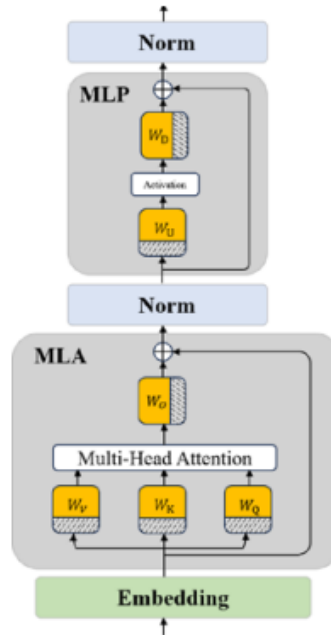 Norm
MLP
W_D
Activation
W_U
Norm
MLA
W_O
Multi-Head Attention
W_V W_K W_Q
Embedding